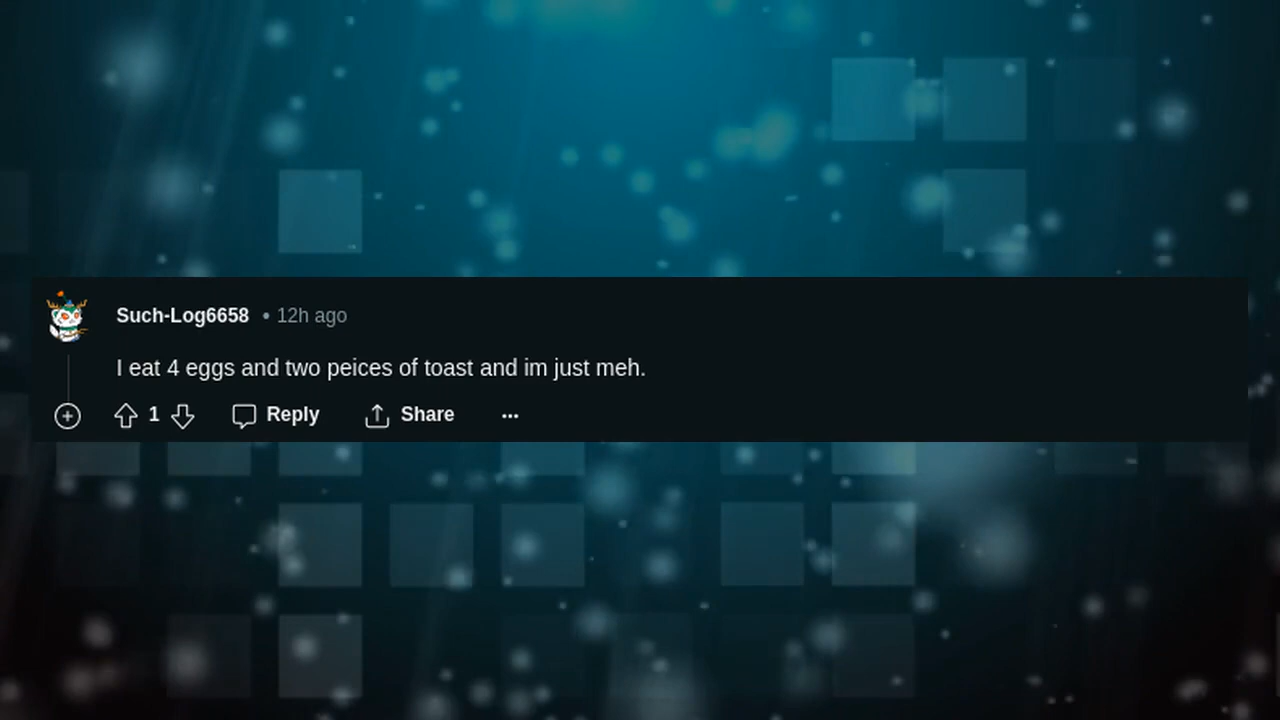 Such-Log6658 • 12h ago
I eat 4 eggs and two peices of toast and im just meh.
1 Reply Share ...